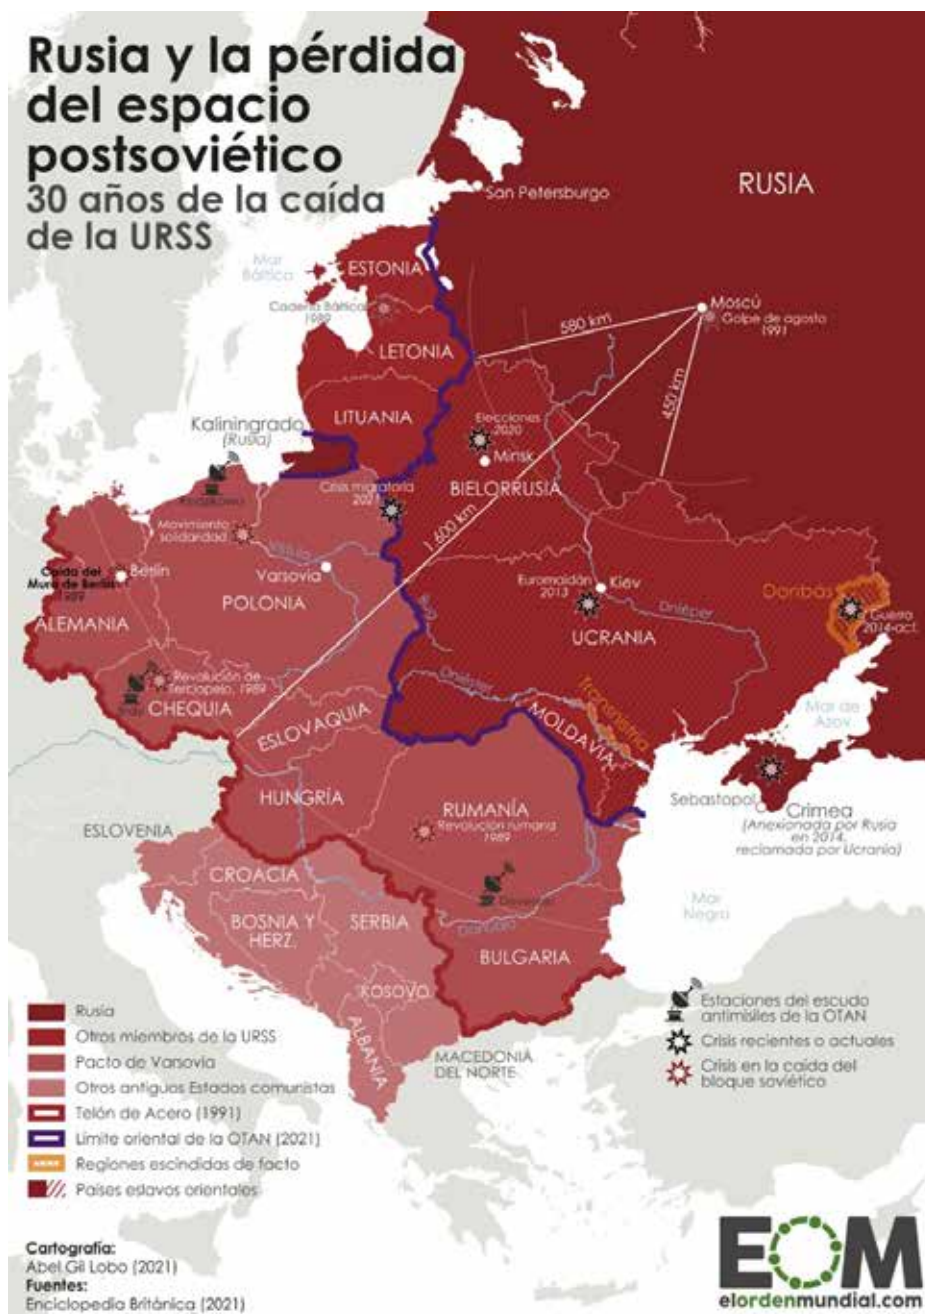 Rusia y la pérdida
del espacio
postsoviético
30 años de la caída
de la URSS
RUSIA
San Petersburgo
Mar
Báltico
ESTONIA
Cadena Báltica
1989
Moscú
Golpe de agosto
1991
580 km
450 km
1.600 km
LETONIA
LITUANIA
Kaliningrado
(Rusia)
Elecciones
2020
Minsk
BIELORRUSIA
Crisis migratoria
2021
Movimiento
solidaridad
Vístula
Berlín
Caída del
Muro de Berlín
1989
Varsovia
POLONIA
ALEMANIA
Bug
Euromaidán
2013
Kiev
Dniéper
UCRANIA
Donbás
Guerra
2014-act.
Revolución de
Terciopelo, 1989
CHEQUIA
ESLOVAQUIA
Dniéster
Transnistria
MOLDAVIA
Mar de
Azov
HUNGRÍA
RUMANÍA
Revolución rumana
1989
Sebastopol
Crimea
(Anexionada por Rusia
en 2014,
reclamada por Ucrania)
ESLOVENIA
CROACIA
BOSNIA Y
HERZ.
SERBIA
Deveselu
Danubio
Mar
Negro
BULGARIA
KOSOVO
ALBANIA
MACEDONIA
DEL NORTE
Estaciones del escudo
antimisiles de la OTAN
Crisis recientes o actuales
Crisis en la caída del
bloque soviético
Rusia
Otros miembros de la URSS
Pacto de Varsovia
Otros antiguos Estados comunistas
Telón de Acero (1991)
Límite oriental de la OTAN (2021)
Regiones escindidas de facto
Países eslavos orientales
Cartografía:
Abel Gil Lobo (2021)
Fuentes:
Enciclopedia Británica (2021)
EOM
elordenmundial.com